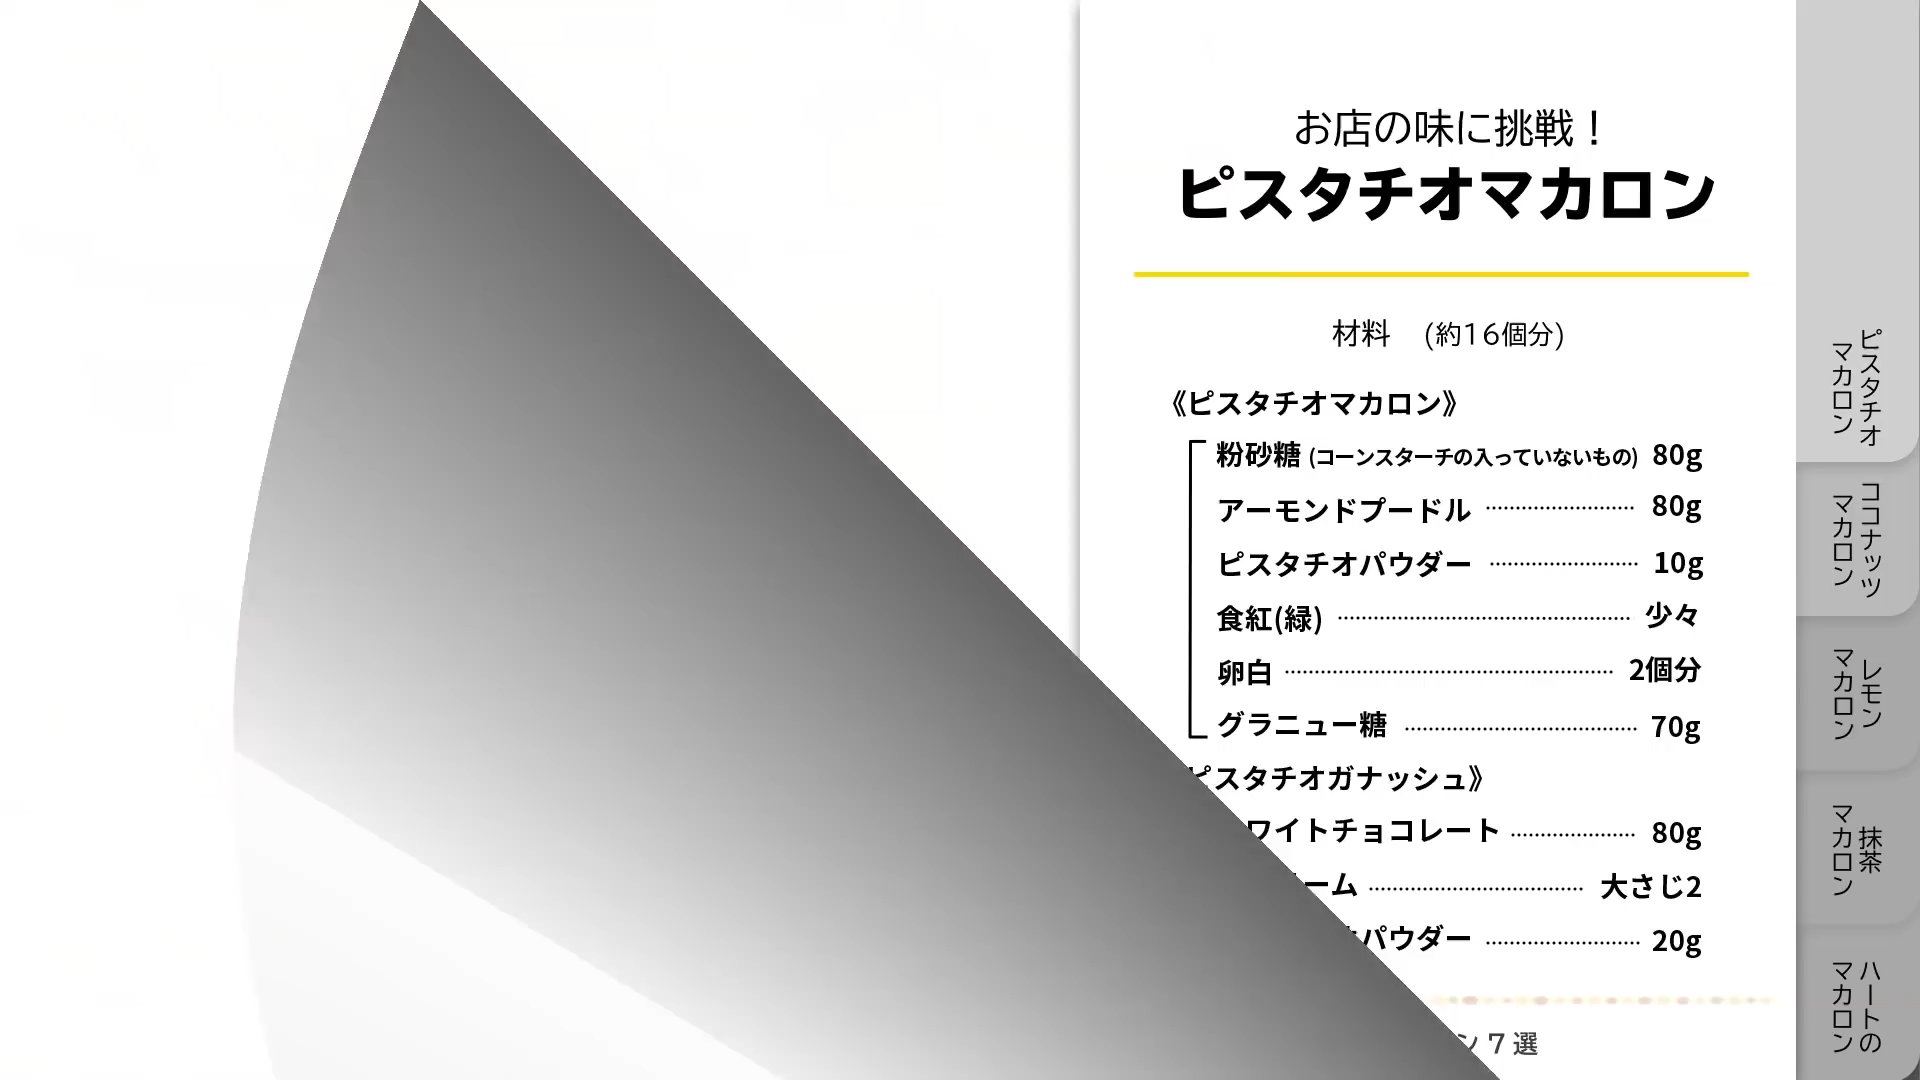 お店の味に挑戦！
ピスタチオマカロン
材料 (約16個分)
《ピスタチオマカロン》
粉砂糖 (コーンスターチの入っていないもの) 80g
アーモンドプードル 80g
ピスタチオパウダー 10g
食紅(緑) 少々
卵白 2個分
グラニュー糖 70g
ピスタチオガナッシュ》
ワイトチョコレート 80g
ーム 大さじ2
パウダー 20g
ン7選
ピスタチオ
マカロン
ココナッツ
マカロン
レモン
マカロン
抹茶
マカロン
ハートの
マカロン